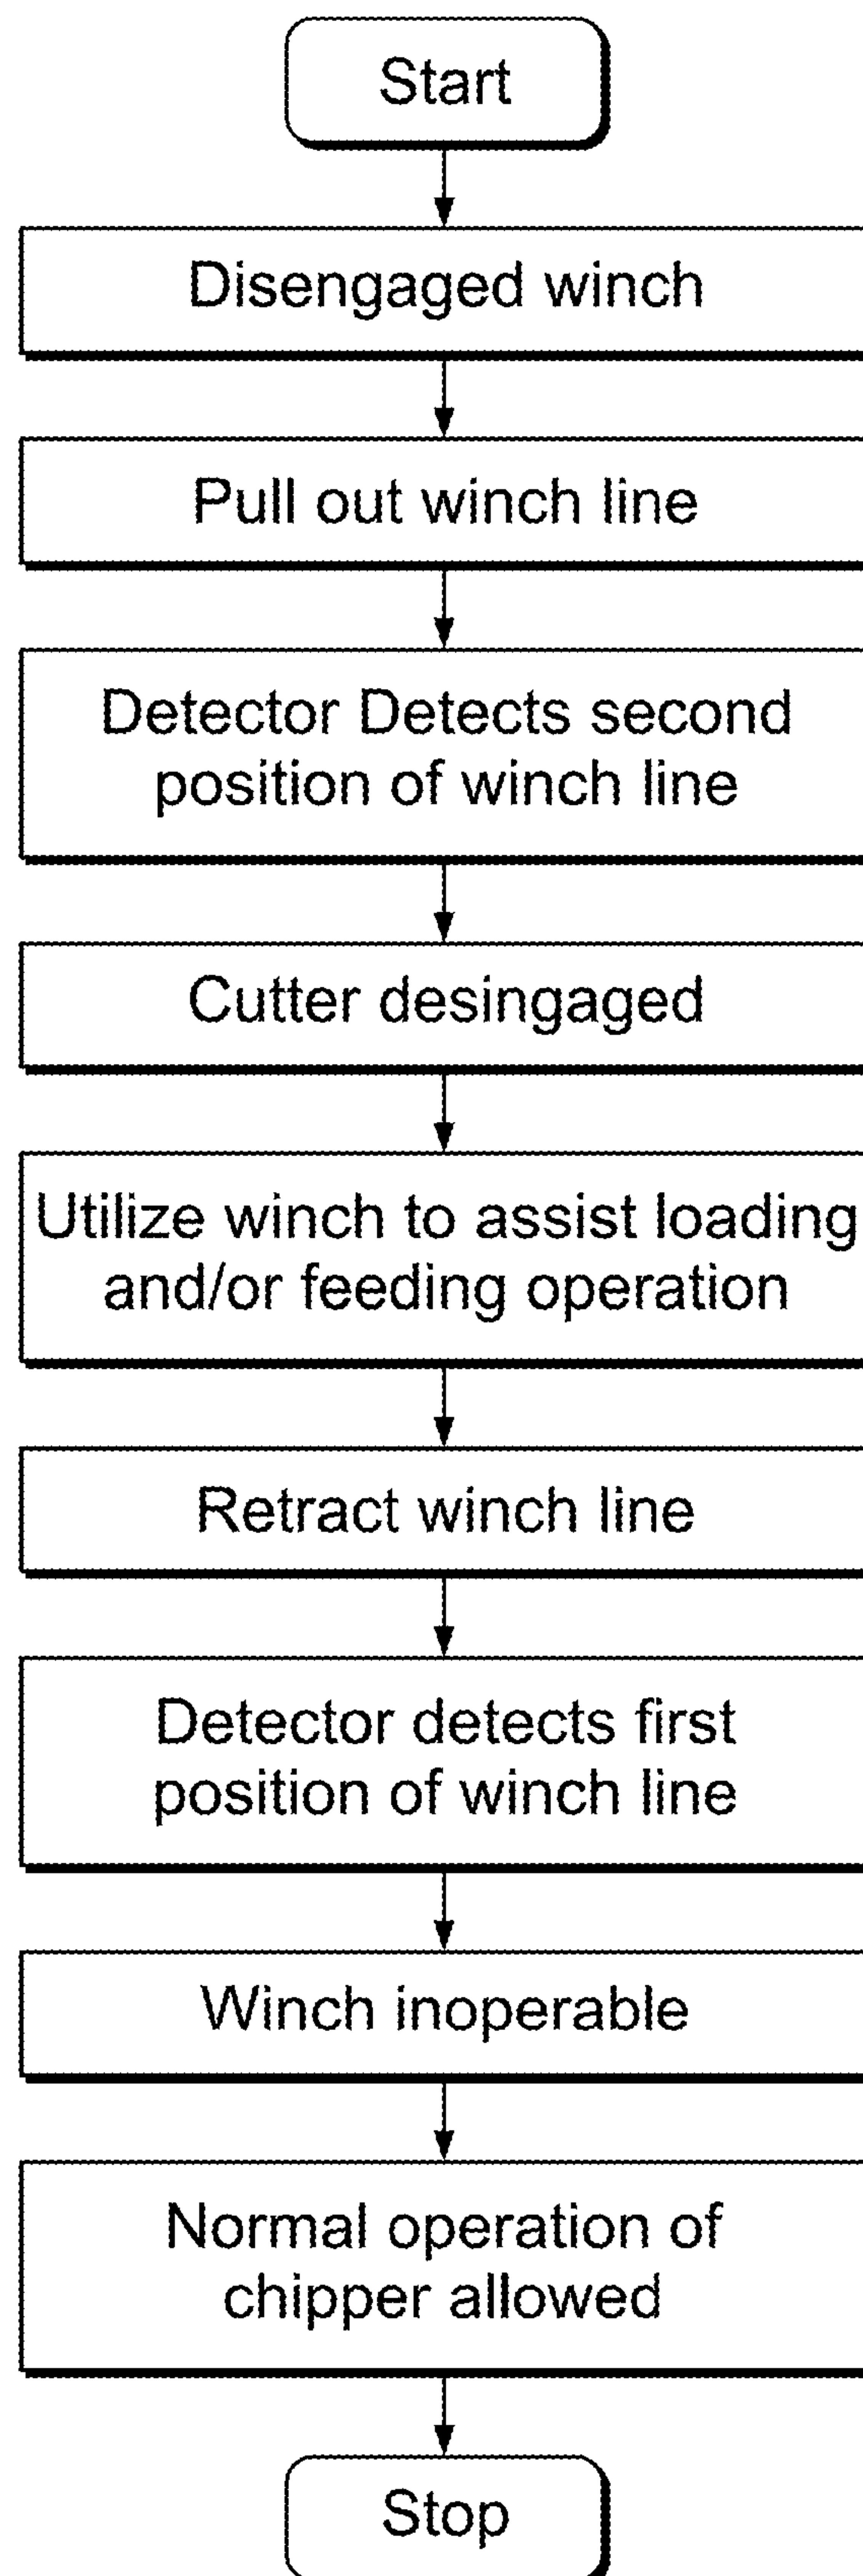 Start
Disengaged winch
Pull out winch line
Detector Detects second
position of winch line
Cutter desingaged
Utilize winch to assist loading
and/or feeding operation
Retract winch line
Detector detects first
position of winch line
Winch inoperable
Normal operation of
chipper allowed
Stop